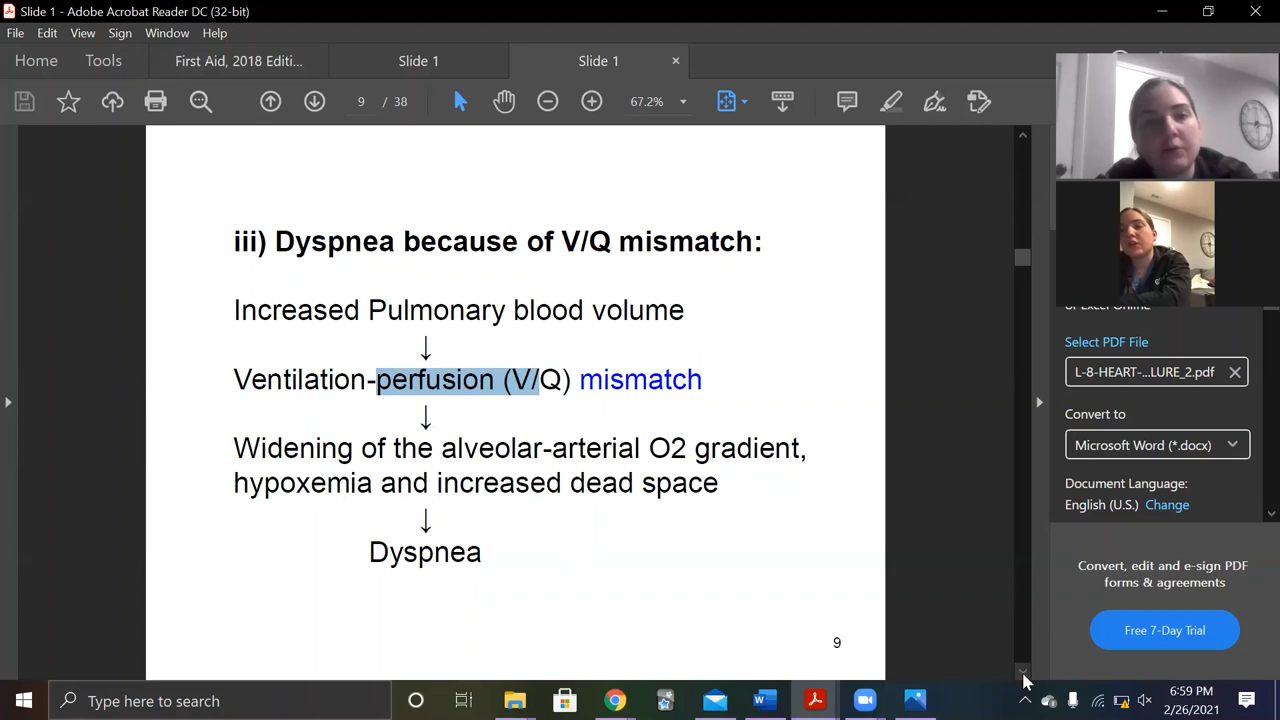 Slide 1 - Adobe Acrobat Reader DC (32-bit)
File Edit View Sign Window Help
Home Tools First Aid, 2018 Editi... Slide 1 Slide 1
9 / 38 67.2%
iii) Dyspnea because of V/Q mismatch:
Increased Pulmonary blood volume
↓
Ventilation-perfusion (V/Q) mismatch
↓
Widening of the alveolar-arterial O2 gradient,
hypoxemia and increased dead space
↓
Dyspnea
9
Select PDF File
L-8-HEART-...LURE_2.pdf
Convert to
Microsoft Word (*.docx)
Document Language:
English (U.S.) Change
Convert, edit and e-sign PDF
forms & agreements
Free 7-Day Trial
Type here to search
6:59 PM
2/26/2021